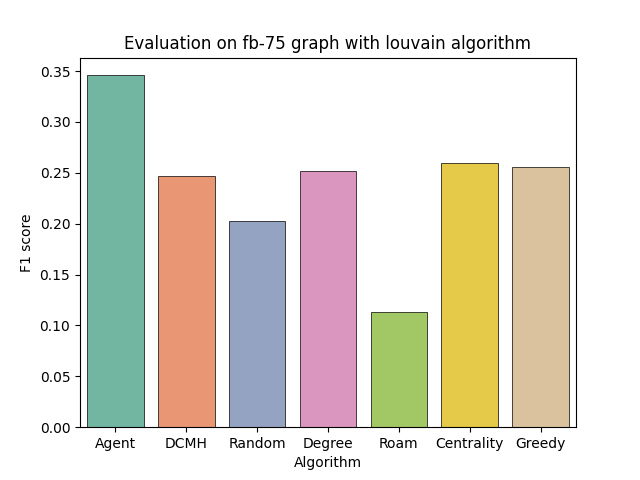 Evaluation on fb-75 graph with louvain algorithm
0.35
0.30
0.25
0.20
0.15
0.10
0.05
0.00
F1 score
Agent DCMH Random Degree Roam Centrality Greedy
Algorithm